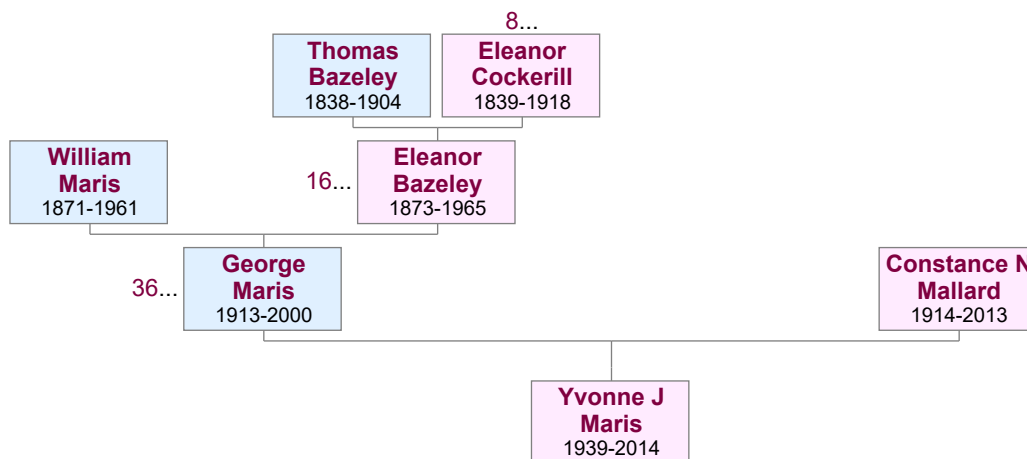 8...
Thomas
Bazeley
1838-1904
Eleanor
Cockerill
1839-1918
William
Maris
1871-1961
16...
Eleanor
Bazeley
1873-1965
36...
George
Maris
1913-2000
Constance N
Mallard
1914-2013
Yvonne J
Maris
1939-2014